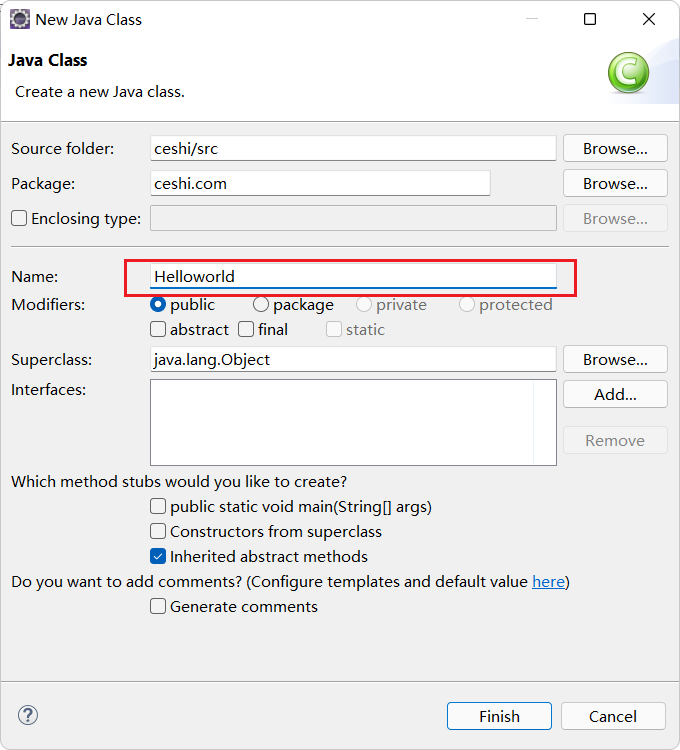 New Java Class
Java Class
Create a new Java class.
Source folder: ceshi/src Browse...
Package: ceshi.com Browse...
Enclosing type: Browse...
Name: Helloworld
Modifiers: public package private protected
abstract final static
Superclass: java.lang.Object Browse...
Interfaces: Add...
Remove
Which method stubs would you like to create?
public static void main(String[] args)
Constructors from superclass
Inherited abstract methods
Do you want to add comments? (Configure templates and default value here)
Generate comments
? Finish Cancel